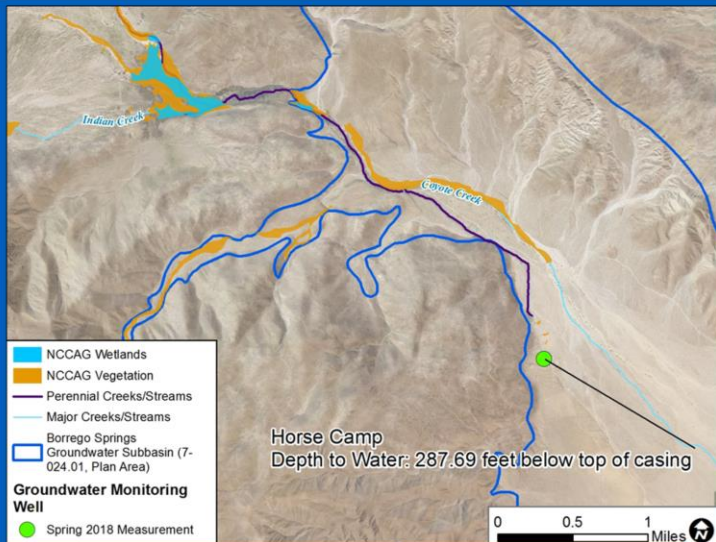 Indian Creek
Coyote Creek
NCCAG Wetlands
NCCAG Vegetation
Perennial Creeks/Streams
Major Creeks/Streams
Borrego Springs
Groundwater Subbasin (7-
024.01, Plan Area)
Groundwater Monitoring
Well
Spring 2018 Measurement
Horse Camp
Depth to Water: 287.69 feet below top of casing
0 0.5 1
Miles
N